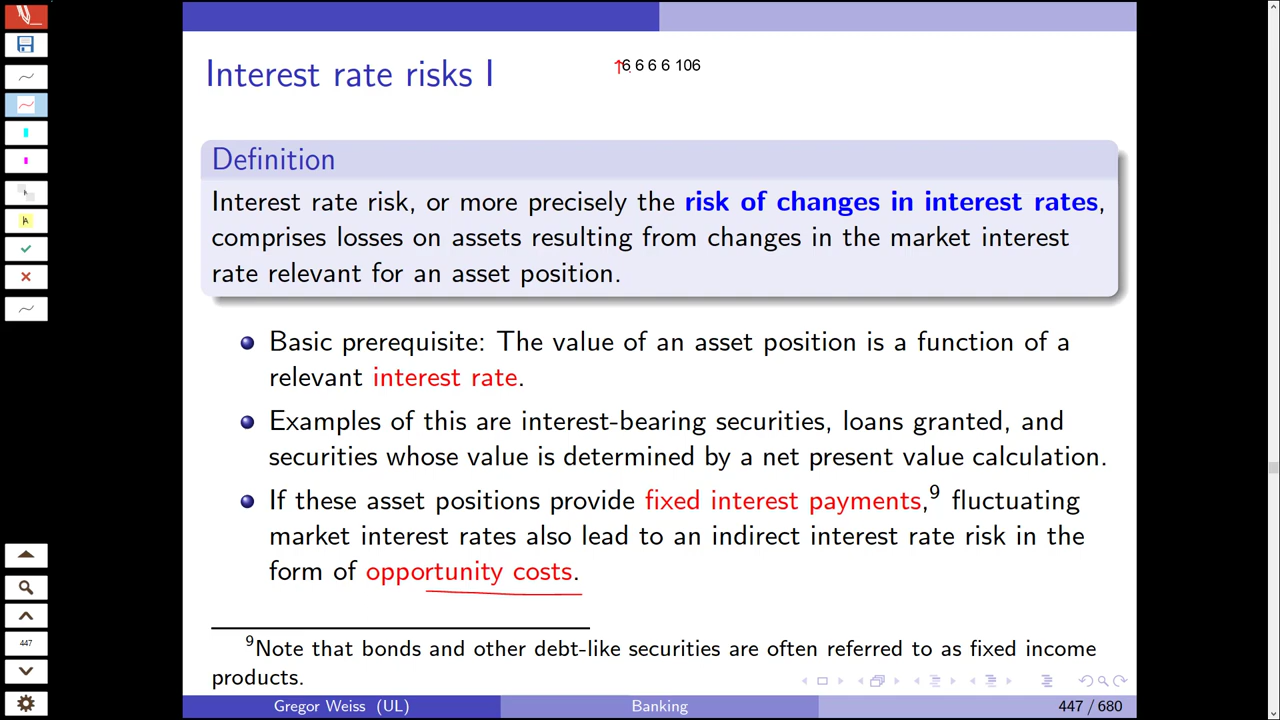 Interest rate risks I
↑6 6 6 6 106
Definition
Interest rate risk, or more precisely the risk of changes in interest rates,
comprises losses on assets resulting from changes in the market interest
rate relevant for an asset position.
Basic prerequisite: The value of an asset position is a function of a
relevant interest rate.
Examples of this are interest-bearing securities, loans granted, and
securities whose value is determined by a net present value calculation.
If these asset positions provide fixed interest payments,⁹ fluctuating
market interest rates also lead to an indirect interest rate risk in the
form of opportunity costs.
⁹Note that bonds and other debt-like securities are often referred to as fixed income
products.
447
Gregor Weiss (UL) Banking 447 / 680